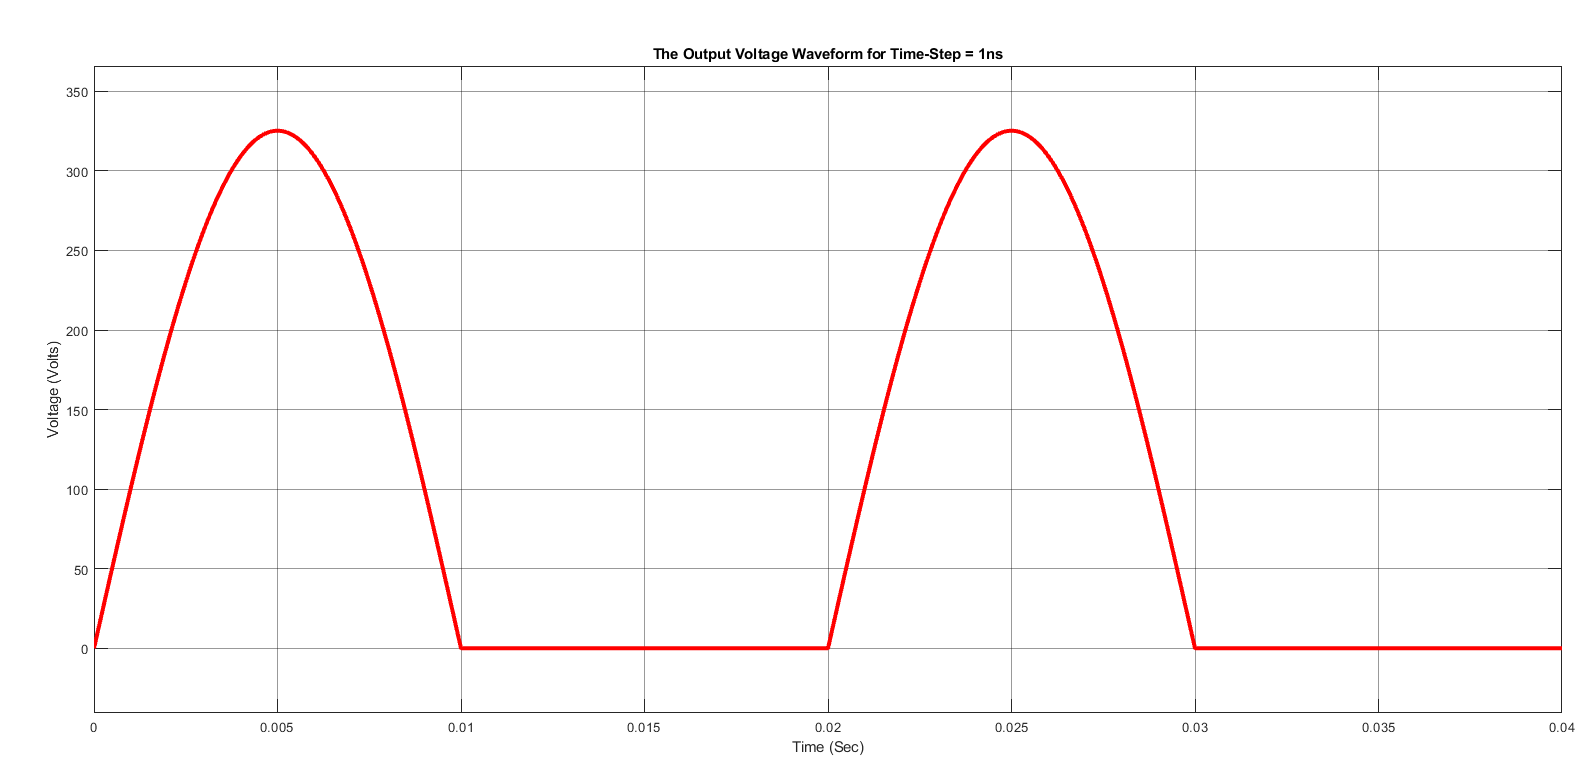 The Output Voltage Waveform for Time-Step = 1ns
350
300
250
200
150
100
50
0
Voltage (Volts)
0 0.005 0.01 0.015 0.02 0.025 0.03 0.035 0.04
Time (Sec)